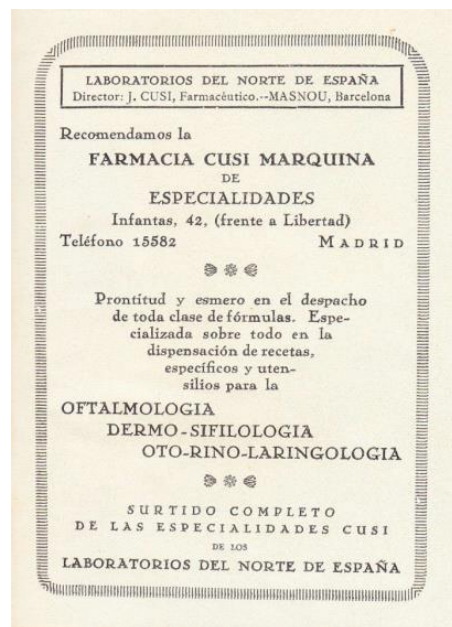 LABORATORIOS DEL NORTE DE ESPAÑA
Director: J. CUSI, Farmacéutico.--MASNOU, Barcelona
Recomendamos la
FARMACIA CUSI MARQUINA
DE
ESPECIALIDADES
Infantas, 42, (frente a Libertad)
Teléfono 15582 MADRID
Prontitud y esmero en el despacho
de toda clase de fórmulas. Espe-
cializada sobre todo en la
dispensación de recetas,
específicos y uten-
silios para la
OFTALMOLOGIA
DERMO-SIFILOLOGIA
OTO-RINO-LARINGOLOGIA
SURTIDO COMPLETO
DE LAS ESPECIALIDADES CUSI
DE LOS
LABORATORIOS DEL NORTE DE ESPAÑA